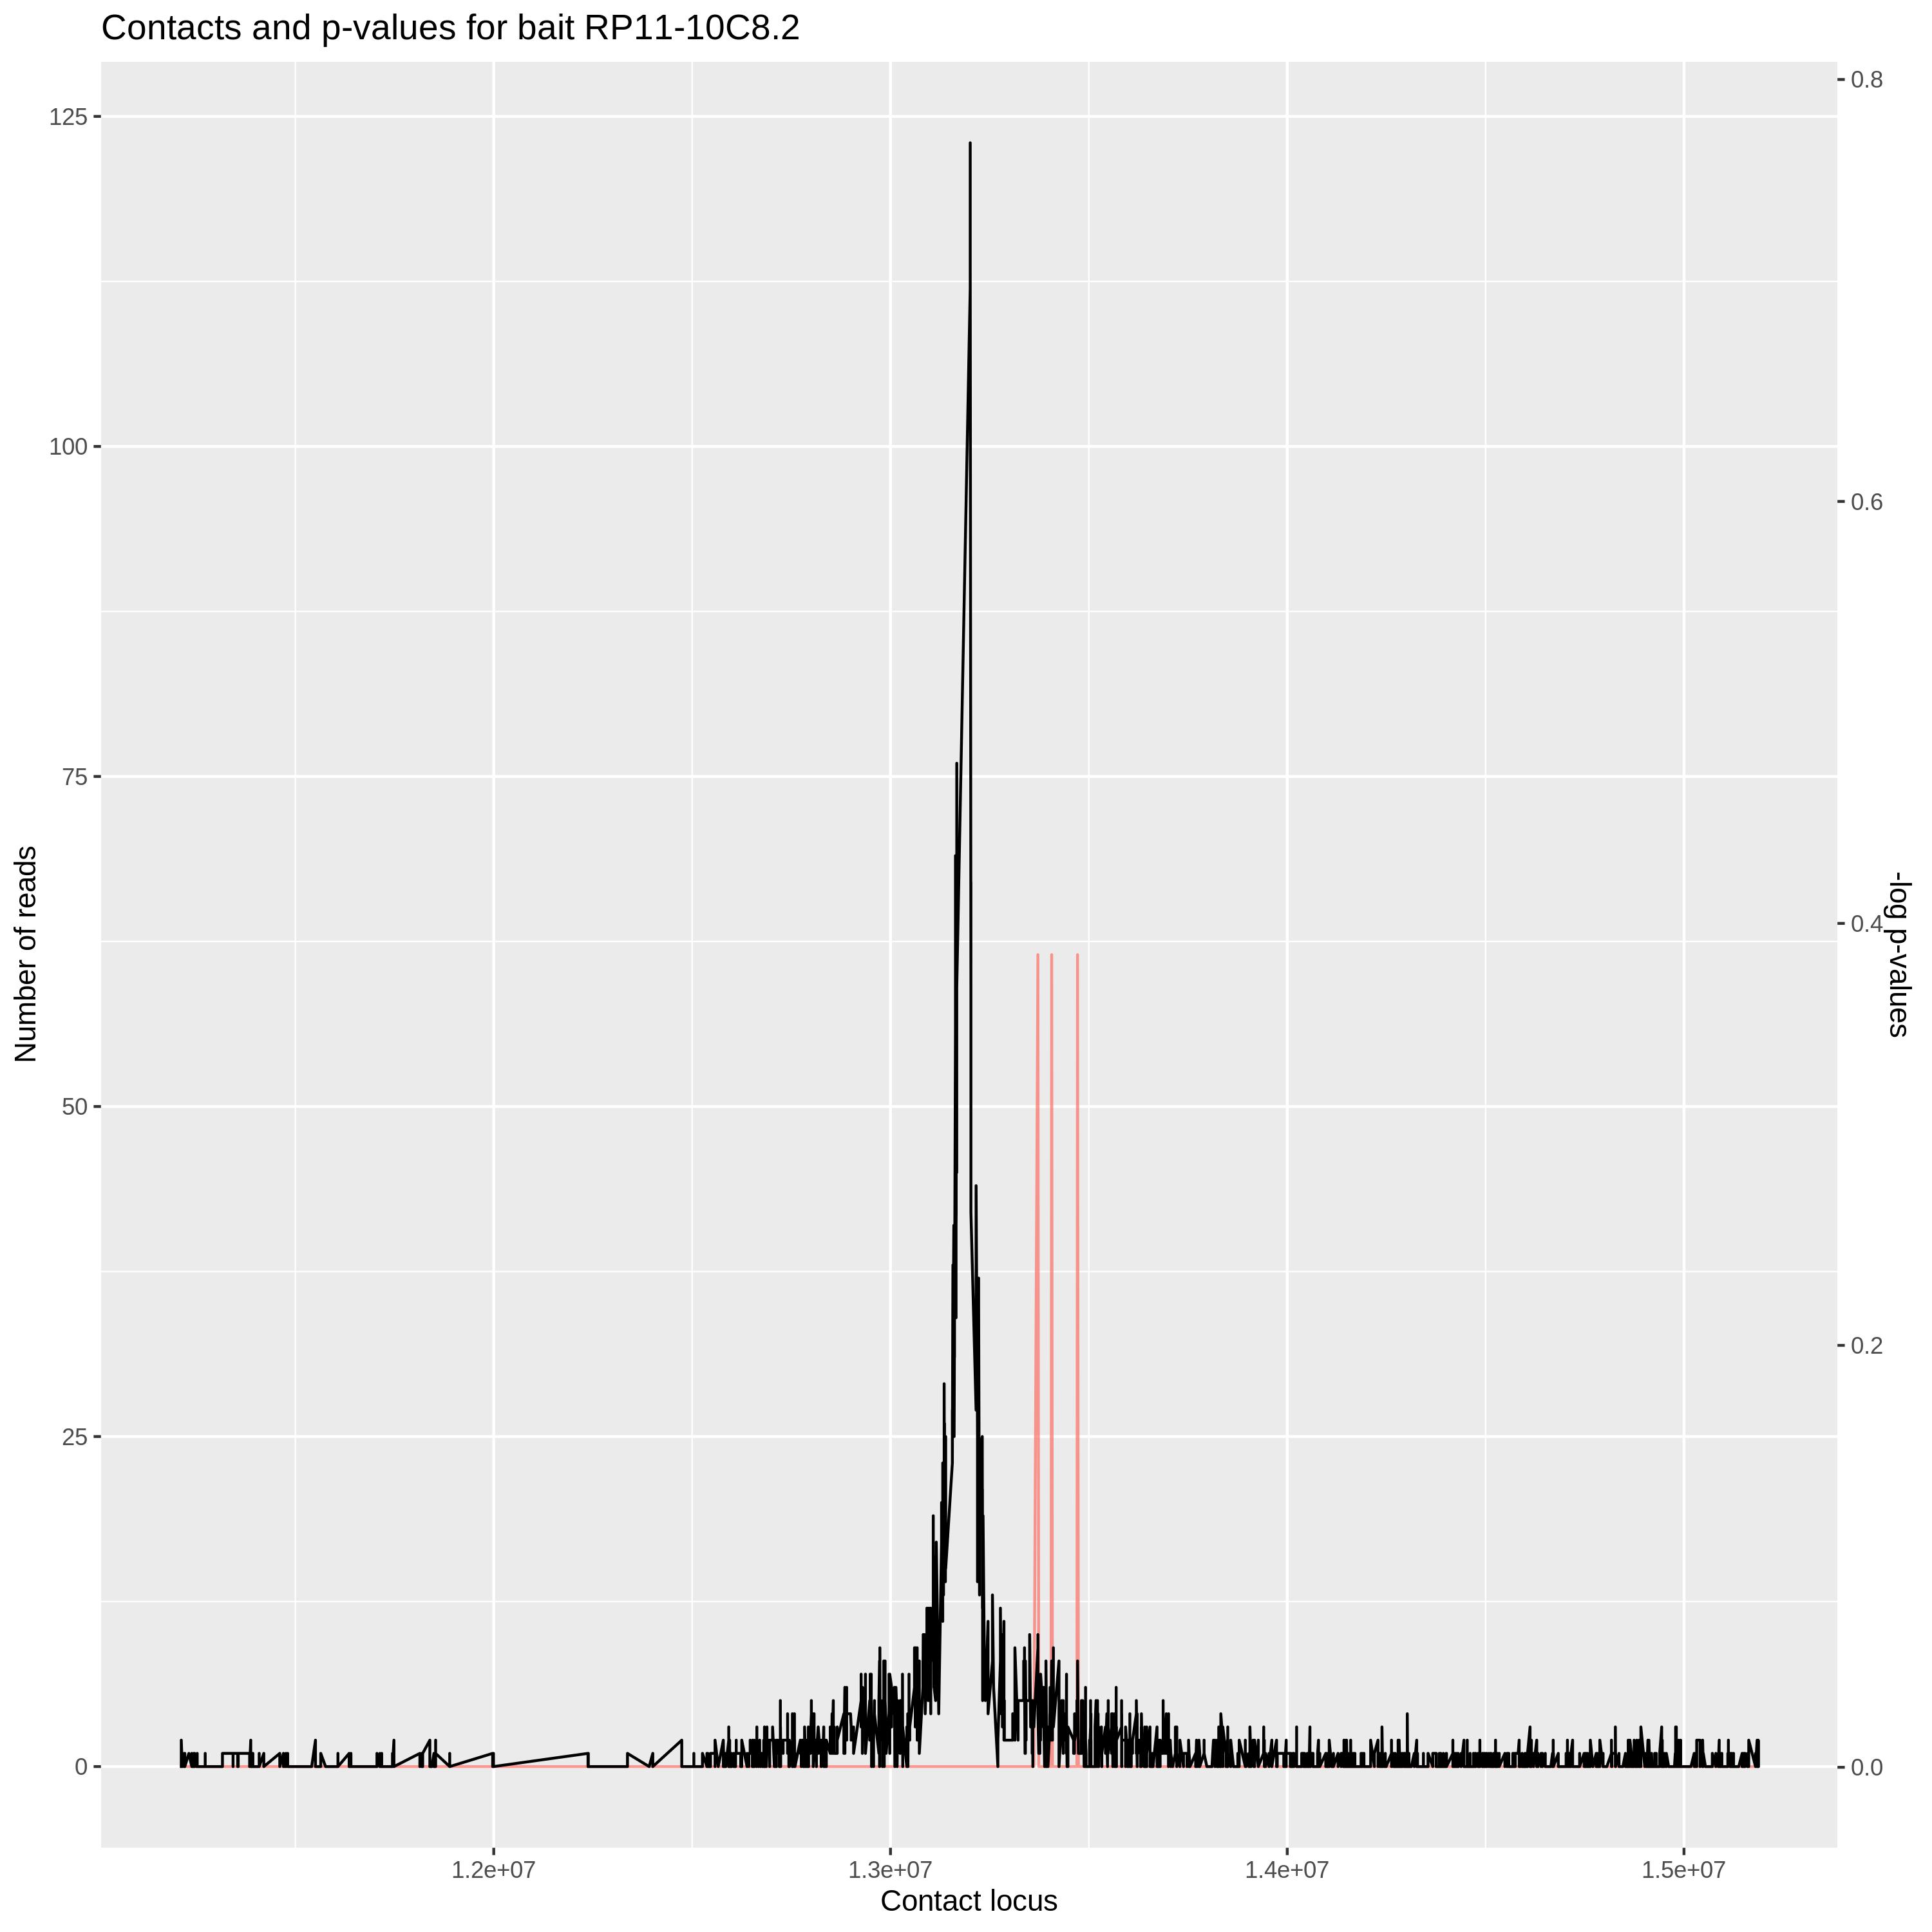 Contacts and p-values for bait RP11-10C8.2
125
100
75
50
25
0
Number of reads
0.8
0.6
0.4
0.2
0.0
-log p-values
1.2e+07
1.3e+07
1.4e+07
1.5e+07
Contact locus